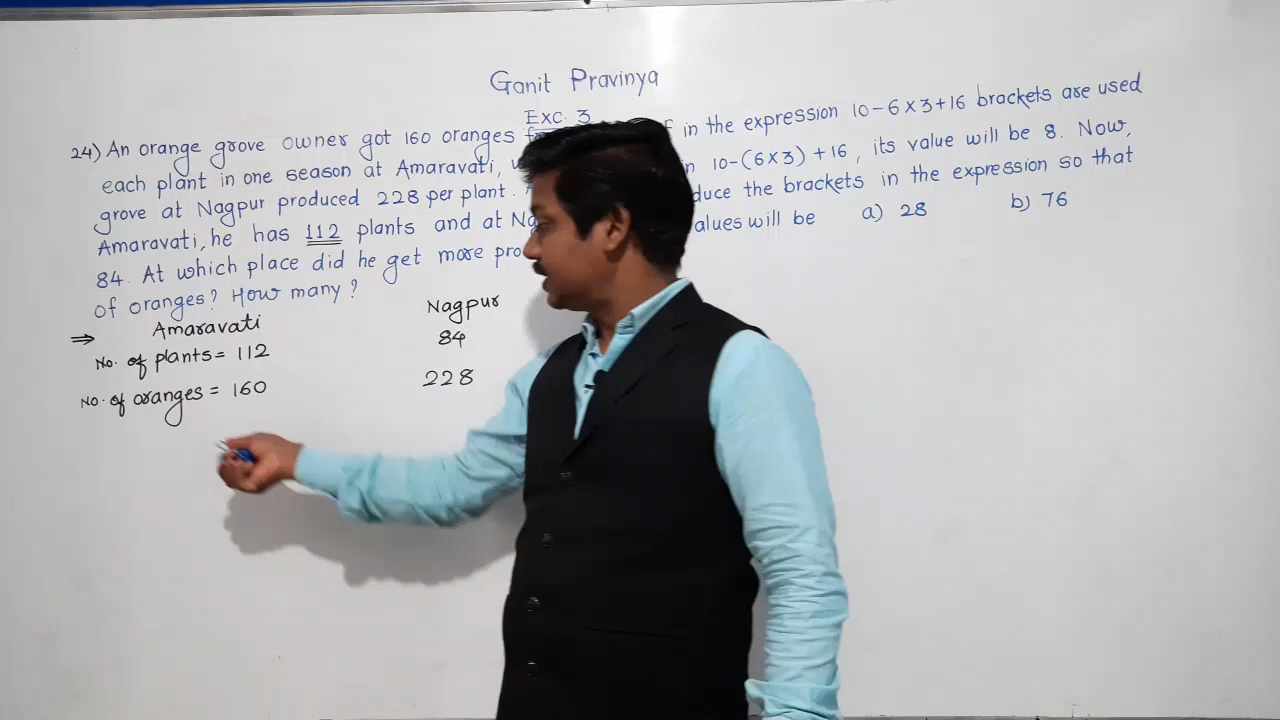 Ganit Pravinya
Exc. 3
24) An orange grove owner got 160 oranges
each plant in one season at Amaravati,
grove at Nagpur produced 228 per plant.
Amaravati, he has 112 plants and at
84. At which place did he get more
of oranges? How many?
⇒ Amaravati Nagpur
No. of plants = 112 84
No. of oranges = 160 228
in the expression 10-6×3+16 brackets are used
10-(6×3)+16, its value will be 8. Now,
the brackets in the expression so that
will be a) 28 b) 76